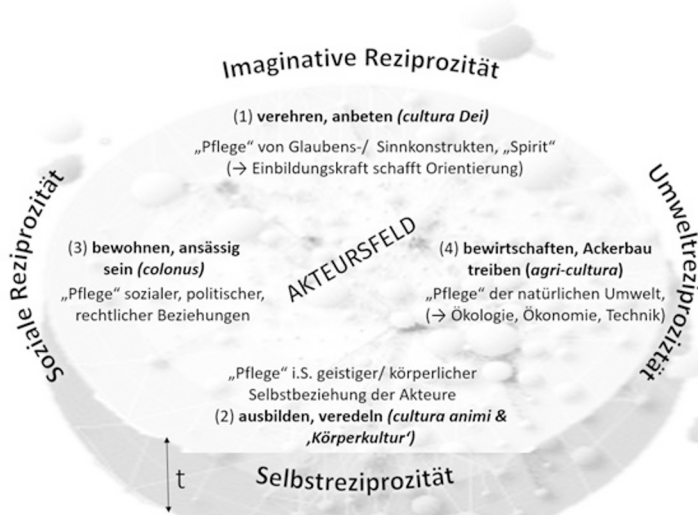 Imaginative Reziprozität
(1) verehren, anbeten (cultura Dei)
„Pflege“ von Glaubens-/ Sinnkonstrukten, „Spirit“
(→ Einbildungskraft schafft Orientierung)
Soziale Reziprozität
(3) bewohnen, ansässig
sein (colonus)
„Pflege“ sozialer, politischer,
rechtlicher Beziehungen
AKTEURSFELD
(4) bewirtschaften, Ackerbau
treiben (agri-cultura)
„Pflege“ der natürlichen Umwelt,
(→ Ökologie, Ökonomie, Technik)
Umweltreziproziztät
„Pflege“ i.S. geistiger/ körperlicher
Selbstbeziehung der Akteure
(2) ausbilden, veredeln (cultura animi &
‚Körperkultur‘)
t
Selbstreziprozität